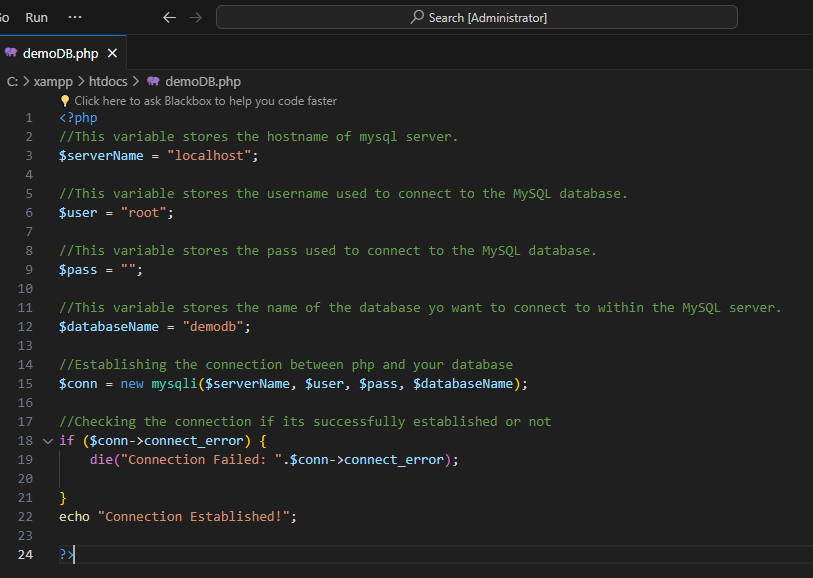 Go Run ··· ← → Search [Administrator]
demoDB.php ×
C: > xampp > htdocs > demoDB.php
Click here to ask Blackbox to help you code faster
1 <?php
2 //This variable stores the hostname of mysql server.
3 $serverName = "localhost";
4
5 //This variable stores the username used to connect to the MySQL database.
6 $user = "root";
7
8 //This variable stores the pass used to connect to the MySQL database.
9 $pass = "";
10
11 //This variable stores the name of the database yo want to connect to within the MySQL server.
12 $databaseName = "demodb";
13
14 //Establishing the connection between php and your database
15 $conn = new mysqli($serverName, $user, $pass, $databaseName);
16
17 //Checking the connection if its successfully established or not
18 if ($conn->connect_error) {
19     die("Connection Failed: ".$conn->connect_error);
20
21 }
22 echo "Connection Established!";
23
24 ?>